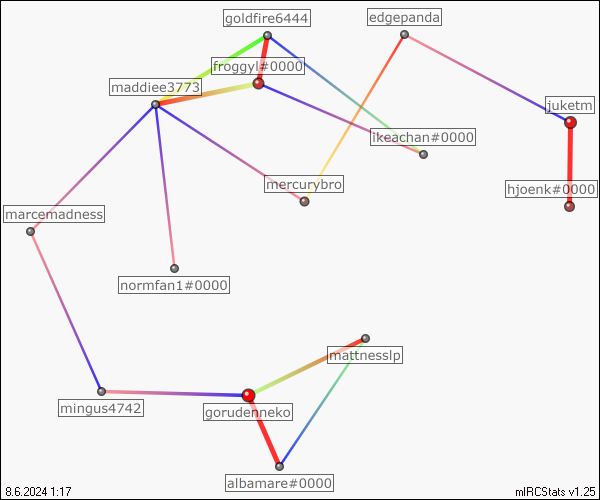 goldfire6444
edgepanda
froggyl#0000
maddiee3773
juketm
ikeachan#0000
mercurybro
hjoenk#0000
marcemadness
normfan1#0000
mattnesslp
mingus4742
gorudenneko
albamare#0000
8.6.2024 1:17
mIRCStats v1.25